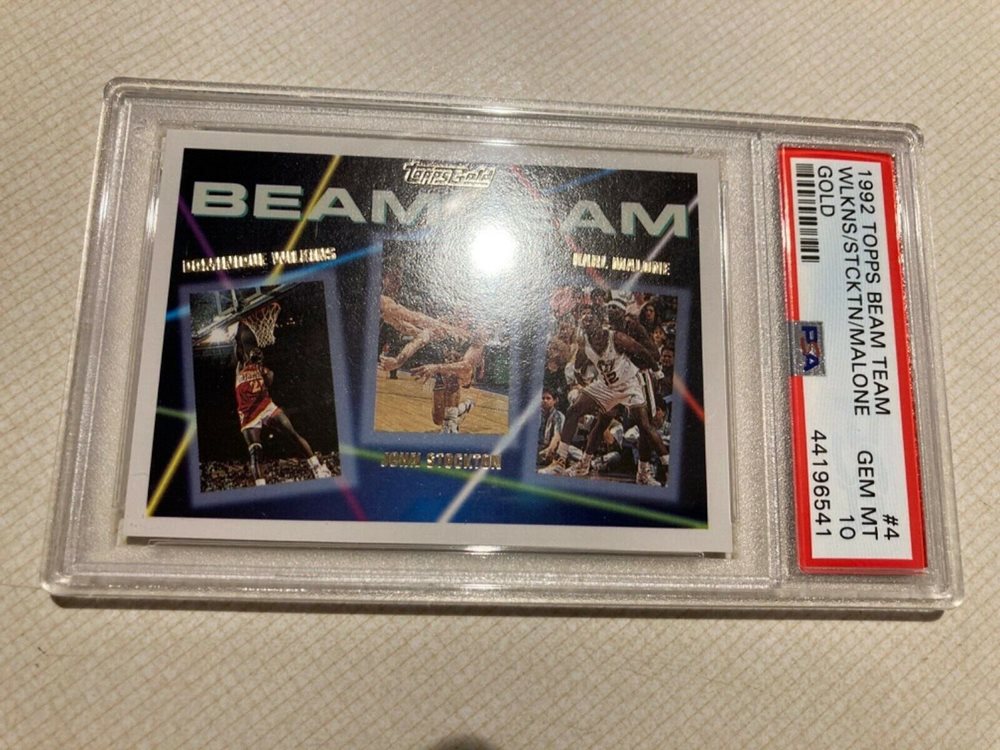 Topps Gold
BEAM TEAM
DOMINIQUE WILKINS
KARL MALONE
JOHN STOCKTON
1992 TOPPS BEAM TEAM #4
WLKNS/STCKTN/MALONE GEM MT
GOLD 10
PSA
44196541